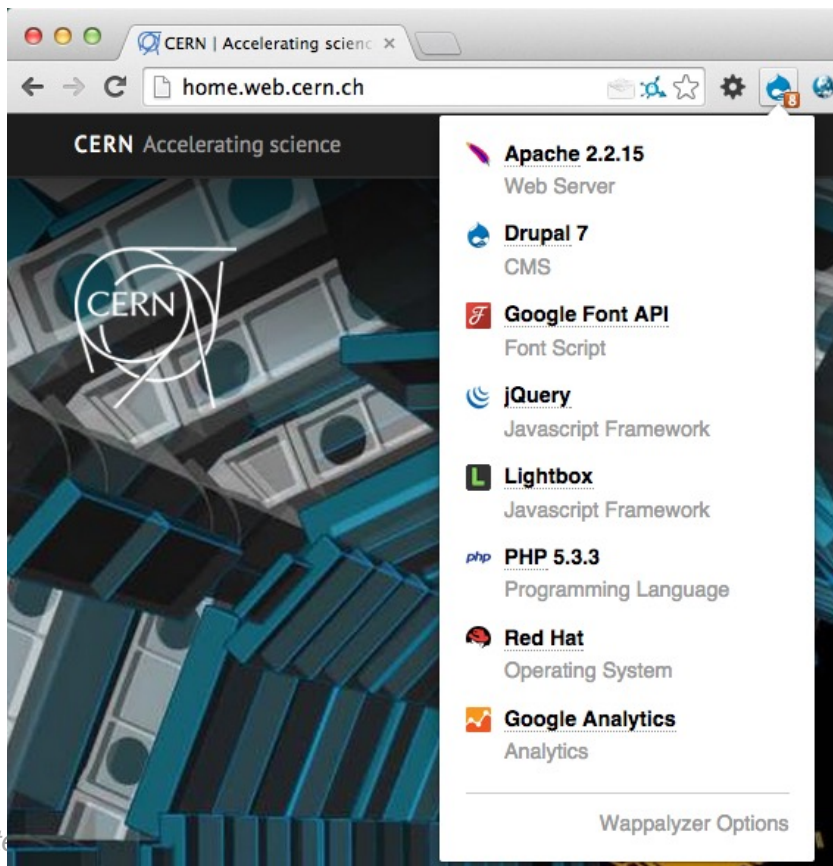 CERN | Accelerating scienc
home.web.cern.ch
8
CERN Accelerating science
CERN
Apache 2.2.15
Web Server
Drupal 7
CMS
Google Font API
Font Script
jQuery
Javascript Framework
L Lightbox
Javascript Framework
php PHP 5.3.3
Programming Language
Red Hat
Operating System
Google Analytics
Analytics
Wappalyzer Options